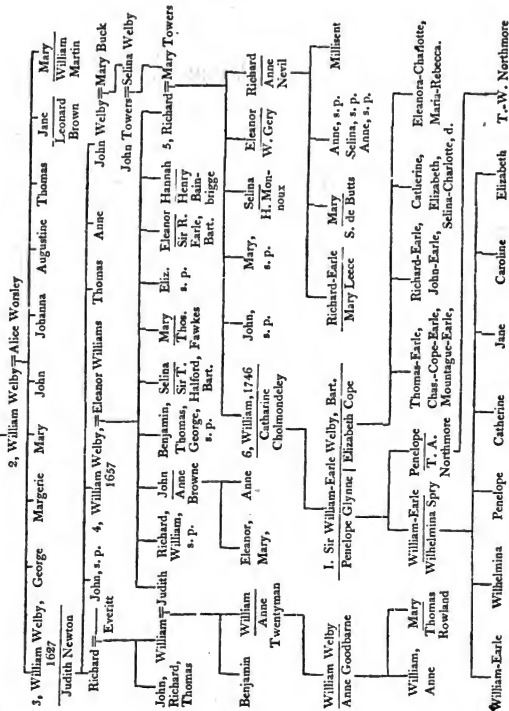 2, William Welby=Alice Worsley
3, William Welby, 1627
Judith Newton
George
Margerie
Mary
John
Johanna
Augustine
Thomas
Jane
Leonard Brown
Mary
William Martin
Richard=— Everitt
John, s. p.
4, William Welby,=Eleanor Williams
1657
Thomas
Anne
John Welby=Mary Buck
John Towers=Selina Welby
John,
Richard,
Thomas
William=Judith
Richard,
William,
s. p.
John
Anne
Browne
Benjamin,
Thomas,
George,
s. p.
Selina
Sir T.
Halford,
Bart.
Mary
Thos.
Fawkes
Eliz.
s. p.
Eleanor
Sir R.
Earle,
Bart.
Hannah
Henry
Bain-
brigge
5, Richard=Mary Towers
Benjamin
William
Anne
Twentyman
Eleanor,
Mary,
Anne
6, William, 1746
Catharine
Cholmondeley
John,
s. p.
Mary,
s. p.
Selina
H. Mon-
noux
Eleanor
W. Gery
Richard
Anne
Nevil
William Welby
Anne Goodbarne
1. Sir William-Earle Welby, Bart.
Penelope Glynne | Elizabeth Cope
Richard-Earle
Mary Leece
Mary
S. de Butts
Anne, s. p.
Selina, s. p.
Anne, s. p.
Millisent
William,
Anne
Mary
Thomas
Rowland
William-Earle
Wilhelmina Spry
Penelope
T. A.
Northmore
Thomas-Earle,
Chas.-Cope-Earle,
Mountague-Earle,
Richard-Earle,
John-Earle,
Catherine,
Elizabeth,
Selina-Charlotte, d.
Eleanora-Charlotte,
Maria-Rebecca.
William-Earle
Wilhelmina
Penelope
Catherine
Jane
Caroline
Elizabeth
T.-W. Northmore